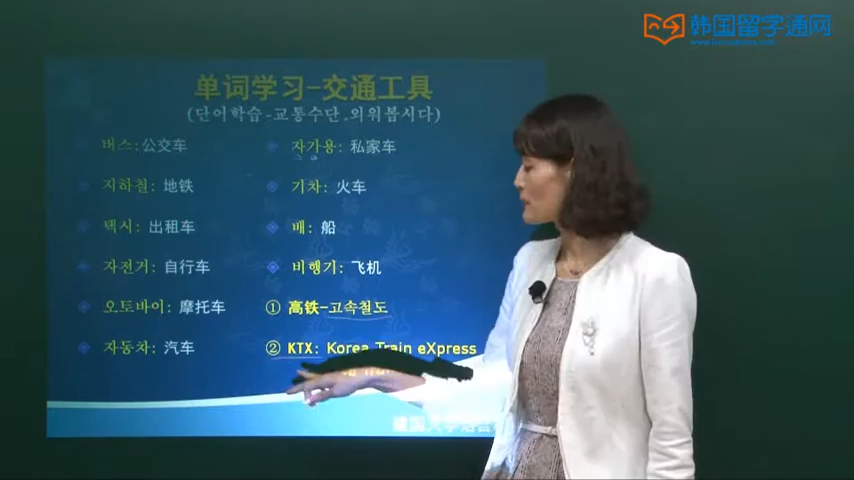 韩国留学通网
单词学习-交通工具
(단어학습-교통수단.외워봅시다)
버스:公交车
지하철: 地铁
택시: 出租车
자전거: 自行车
오토바이: 摩托车
자동차: 汽车
자가용: 私家车
기차: 火车
배: 船
비행기: 飞机
① 高铁-고속철도
② KTX: Korea Train eXpress